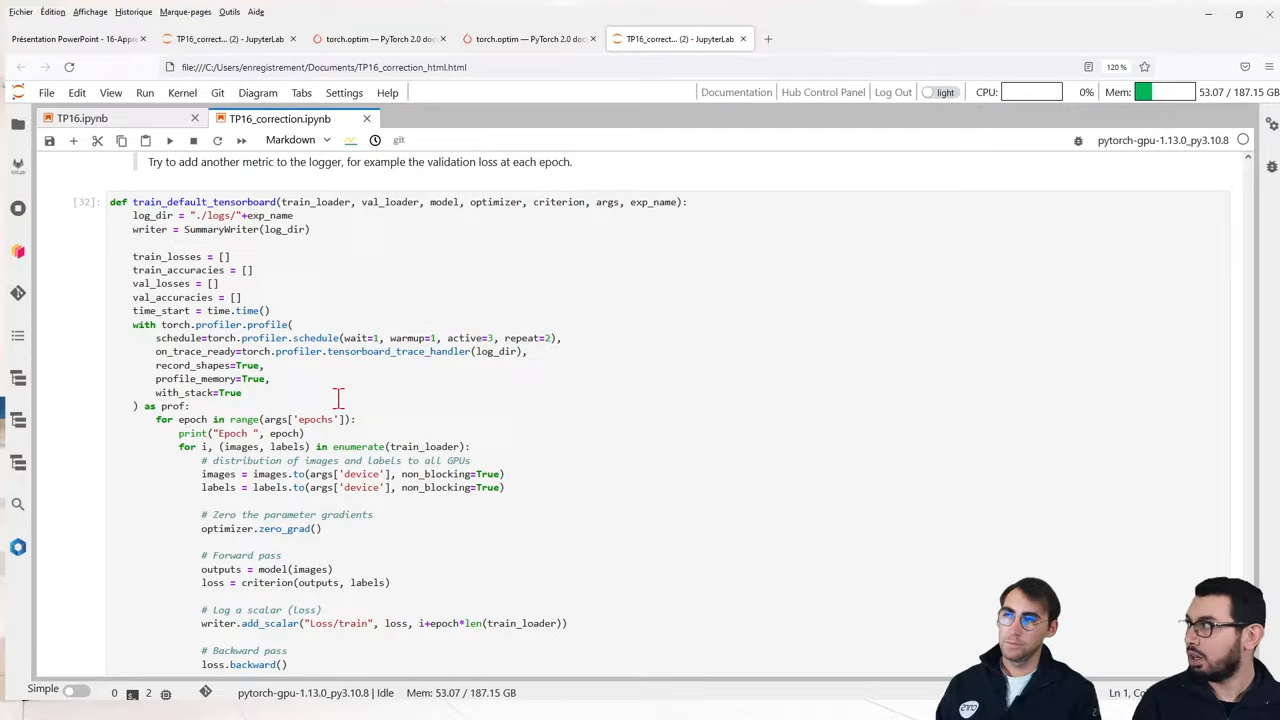 Fichier Édition Affichage Historique Marque-pages Outils Aide
Présentation PowerPoint - 16-Appre
TP16_correct… (2) - JupyterLab
torch.optim — PyTorch 2.0 doc
torch.optim — PyTorch 2.0 doc
TP16_correct… (2) - JupyterLab
file:///C:/Users/enregistrement/Documents/TP16_correction_html.html
120 %
File Edit View Run Kernel Git Diagram Tabs Settings Help
Documentation Hub Control Panel Log Out light CPU: 0% Mem: 53.07 / 187.15 GB
TP16.ipynb
TP16_correction.ipynb
Markdown
git
pytorch-gpu-1.13.0_py3.10.8
Try to add another metric to the logger, for example the validation loss at each epoch.
[32]: def train_default_tensorboard(train_loader, val_loader, model, optimizer, criterion, args, exp_name):
log_dir = "./logs/"+exp_name
writer = SummaryWriter(log_dir)
train_losses = []
train_accuracies = []
val_losses = []
val_accuracies = []
time_start = time.time()
with torch.profiler.profile(
schedule=torch.profiler.schedule(wait=1, warmup=1, active=3, repeat=2),
on_trace_ready=torch.profiler.tensorboard_trace_handler(log_dir),
record_shapes=True,
profile_memory=True,
with_stack=True
) as prof:
for epoch in range(args['epochs']):
print("Epoch ", epoch)
for i, (images, labels) in enumerate(train_loader):
# distribution of images and labels to all GPUs
images = images.to(args['device'], non_blocking=True)
labels = labels.to(args['device'], non_blocking=True)
# Zero the parameter gradients
optimizer.zero_grad()
# Forward pass
outputs = model(images)
loss = criterion(outputs, labels)
# Log a scalar (loss)
writer.add_scalar("Loss/train", loss, i+epoch*len(train_loader))
# Backward pass
loss.backward()
Simple 0 2 pytorch-gpu-1.13.0_py3.10.8 | Idle Mem: 53.07 / 187.15 GB
Ln 1,